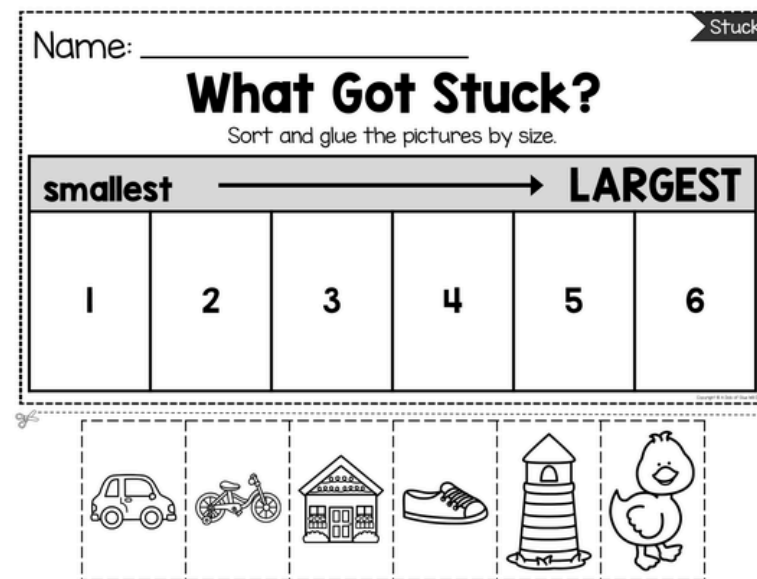 Stuck
Name:
What Got Stuck?
Sort and glue the pictures by size.
smallest LARGEST
1 2 3 4 5 6